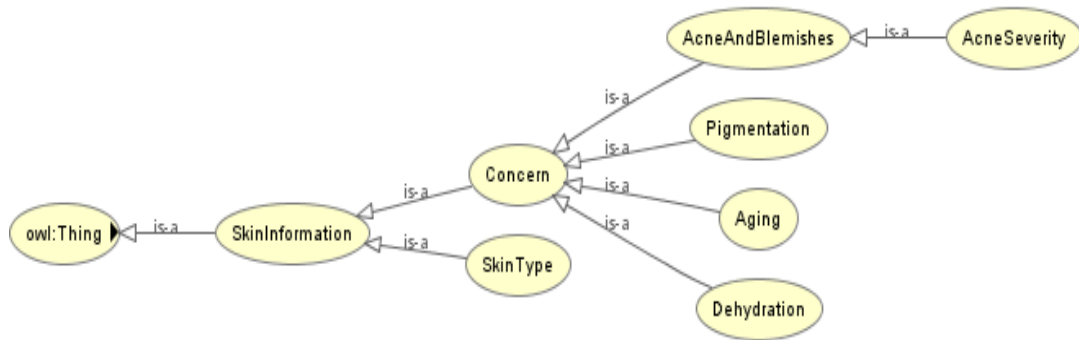 AcneAndBlemishes
is-a
AcneSeverity
is-a
Pigmentation
is-a
Concern
is-a
is-a
Aging
owl:Thing
is-a
SkinInformation
is-a
SkinType
is-a
Dehydration